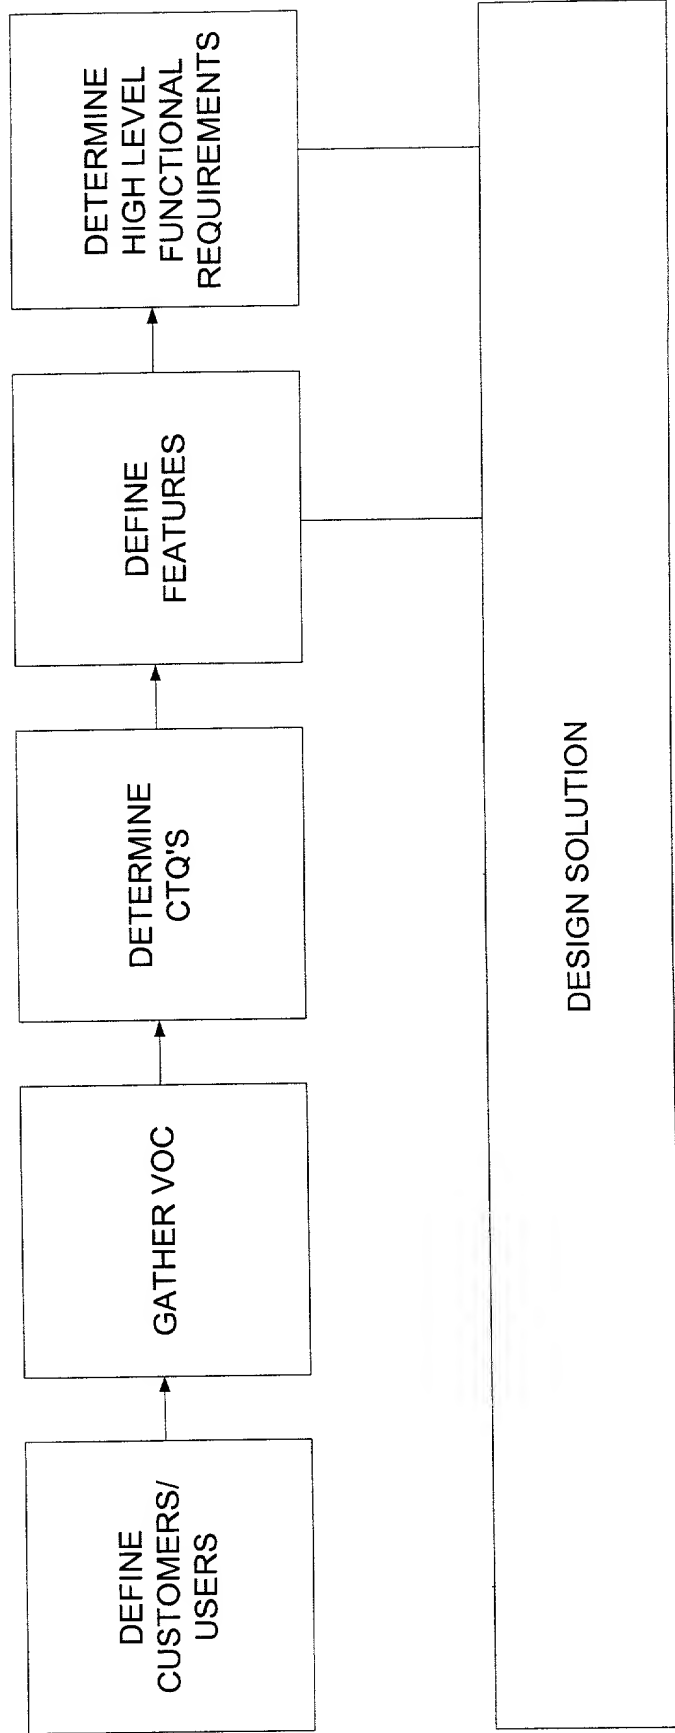 DEFINE
CUSTOMERS/
USERS
GATHER VOC
DETERMINE
CTQ'S
DEFINE
FEATURES
DETERMINE
HIGH LEVEL
FUNCTIONAL
REQUIREMENTS
DESIGN SOLUTION